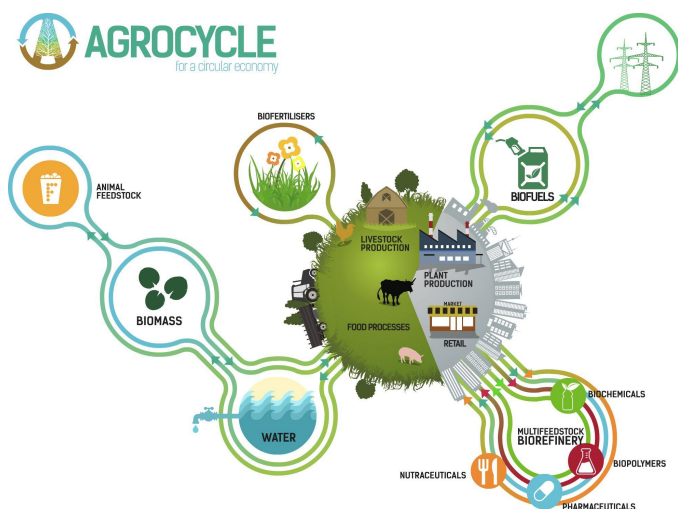 AGROCYCLE
for a circular economy
BIOFERTILISERS
BIOFUELS
ANIMAL
FEEDSTOCK
LIVESTOCK
PRODUCTION
PLANT
PRODUCTION
BIOMASS
MARKET
FOOD PROCESSES
RETAIL
WATER
BIOCHEMICALS
MULTIFEEDSTOCK
BIOREFINERY
BIOPOLYMERS
NUTRACEUTICALS
PHARMACEUTICALS